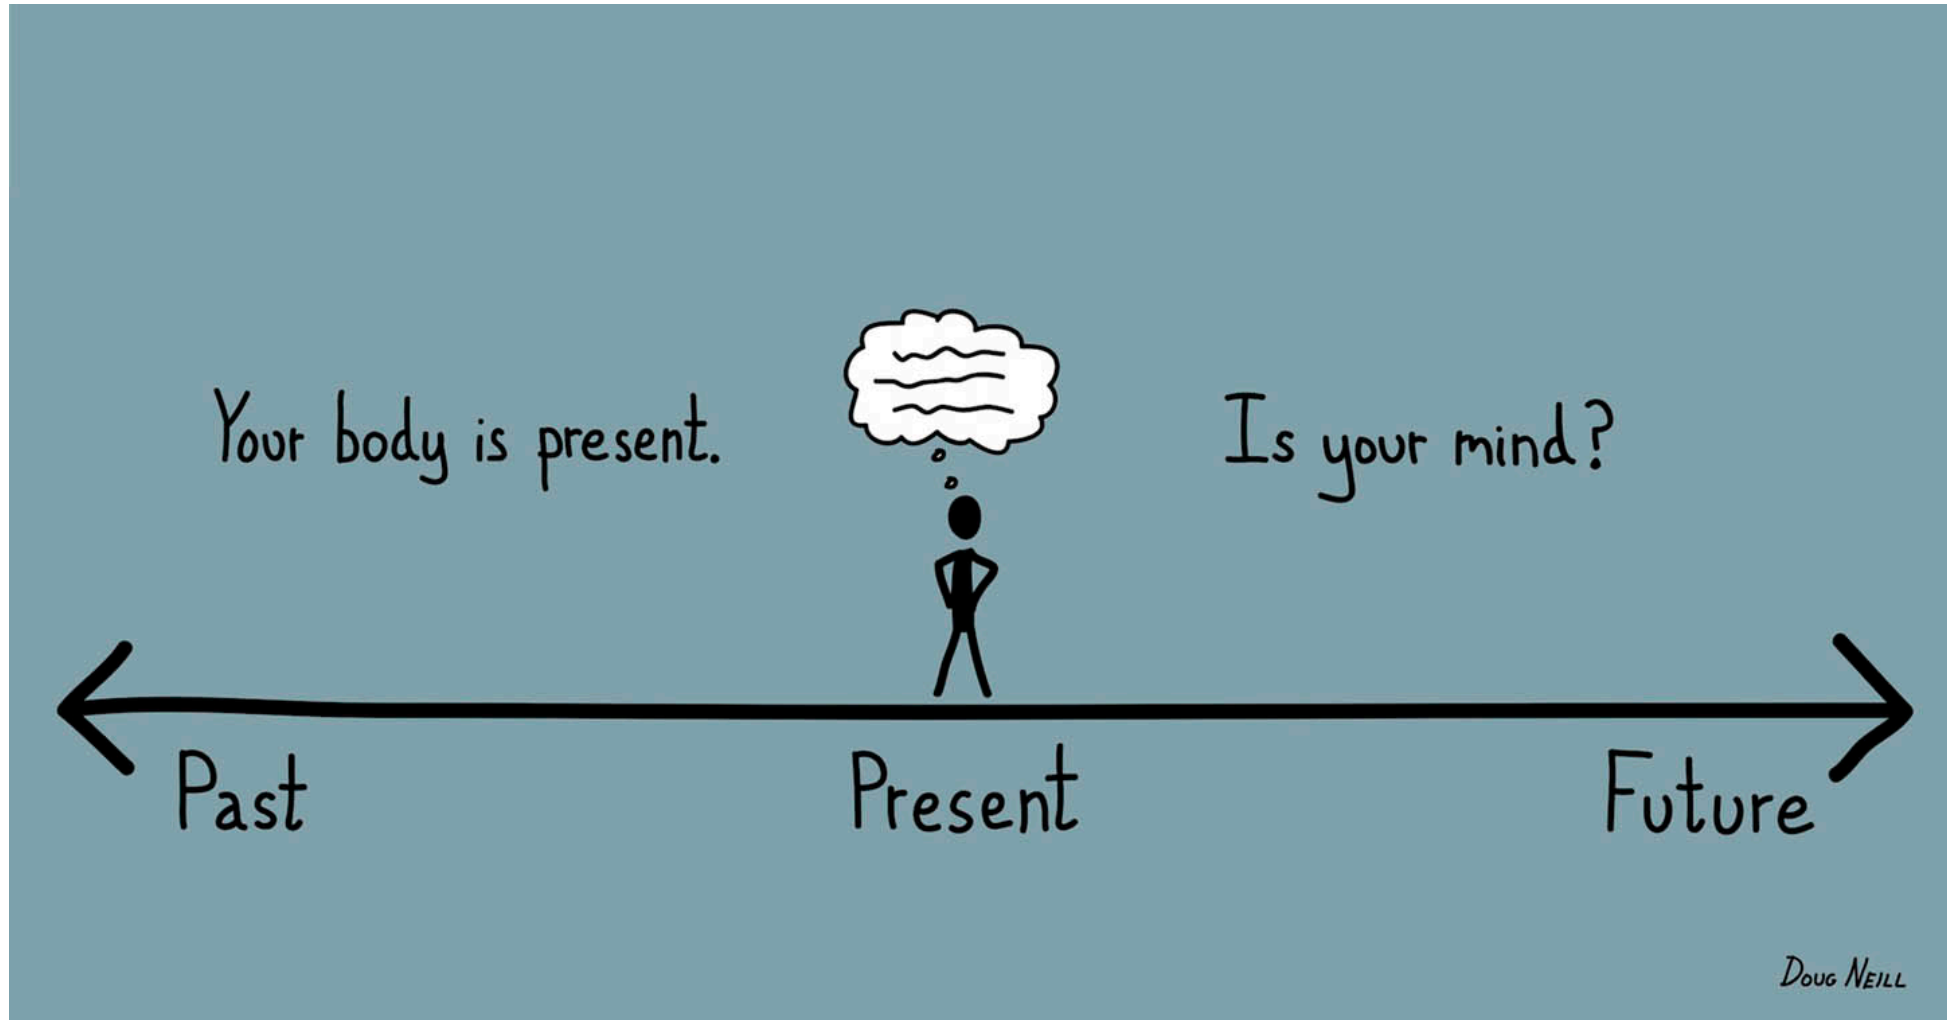 Your body is present.
Is your mind?
Past
Present
Future
Doug Neill